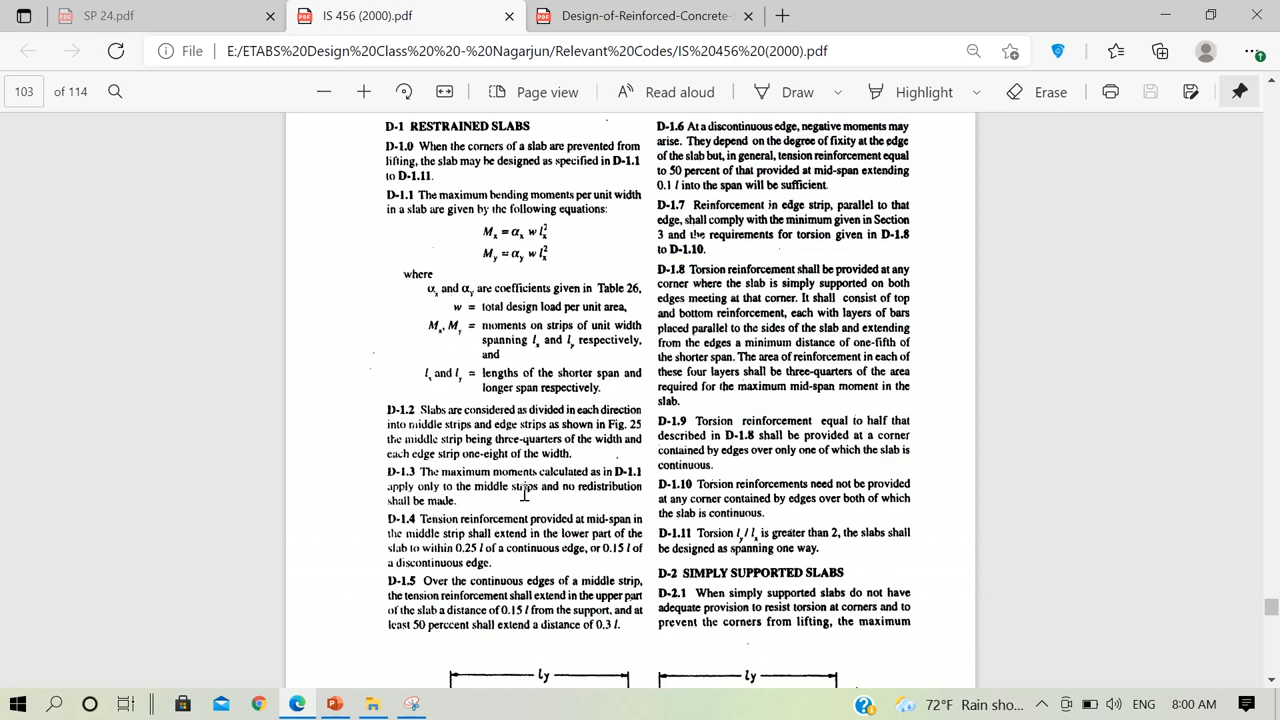 SP 24.pdf
IS 456 (2000).pdf
Design-of-Reinforced-Concrete-
File
E:/ETABS%20Design%20Class%20%20-%20Nagarjun/Relevant%20Codes/IS%20456%20(2000).pdf
103 of 114
Page view
Read aloud
Draw
Highlight
Erase
D-1 RESTRAINED SLABS
D-1.0 When the corners of a slab are prevented from
lifting, the slab may be designed as specified in D-1.1
to D-1.11.
D-1.1 The maximum bending moments per unit width
in a slab are given by the following equations:
Mₓ = αₓ w lₓ²
Mᵧ = αᵧ w lₓ²
where
αₓ and αᵧ are coefficients given in Table 26,
w = total design load per unit area,
Mₓ, Mᵧ = moments on strips of unit width
spanning lₓ and lᵧ respectively,
and
lₓ and lᵧ = lengths of the shorter span and
longer span respectively.
D-1.2 Slabs are considered as divided in each direction
into middle strips and edge strips as shown in Fig. 25
the middle strip being three-quarters of the width and
each edge strip one-eight of the width.
D-1.3 The maximum moments calculated as in D-1.1
apply only to the middle strips and no redistribution
shall be made.
D-1.4 Tension reinforcement provided at mid-span in
the middle strip shall extend in the lower part of the
slab to within 0.25 l of a continuous edge, or 0.15 l of
a discontinuous edge.
D-1.5 Over the continuous edges of a middle strip,
the tension reinforcement shall extend in the upper part
of the slab a distance of 0.15 l from the support, and at
least 50 perccent shall extend a distance of 0.3 l.
D-1.6 At a discontinuous edge, negative moments may
arise. They depend on the degree of fixity at the edge
of the slab but, in general, tension reinforcement equal
to 50 percent of that provided at mid-span extending
0.1 l into the span will be sufficient.
D-1.7 Reinforcement in edge strip, parallel to that
edge, shall comply with the minimum given in Section
3 and the requirements for torsion given in D-1.8
to D-1.10.
D-1.8 Torsion reinforcement shall be provided at any
corner where the slab is simply supported on both
edges meeting at that corner. It shall consist of top
and bottom reinforcement, each with layers of bars
placed parallel to the sides of the slab and extending
from the edges a minimum distance of one-fifth of
the shorter span. The area of reinforcement in each of
these four layers shall be three-quarters of the area
required for the maximum mid-span moment in the
slab.
D-1.9 Torsion reinforcement equal to half that
described in D-1.8 shall be provided at a corner
contained by edges over only one of which the slab is
continuous.
D-1.10 Torsion reinforcements need not be provided
at any corner contained by edges over both of which
the slab is continuous.
D-1.11 Torsion lᵧ / lₓ is greater than 2, the slabs shall
be designed as spanning one way.
D-2 SIMPLY SUPPORTED SLABS
D-2.1 When simply supported slabs do not have
adequate provision to resist torsion at corners and to
prevent the corners from lifting, the maximum
ly
ly
72°F Rain sho...
ENG
8:00 AM